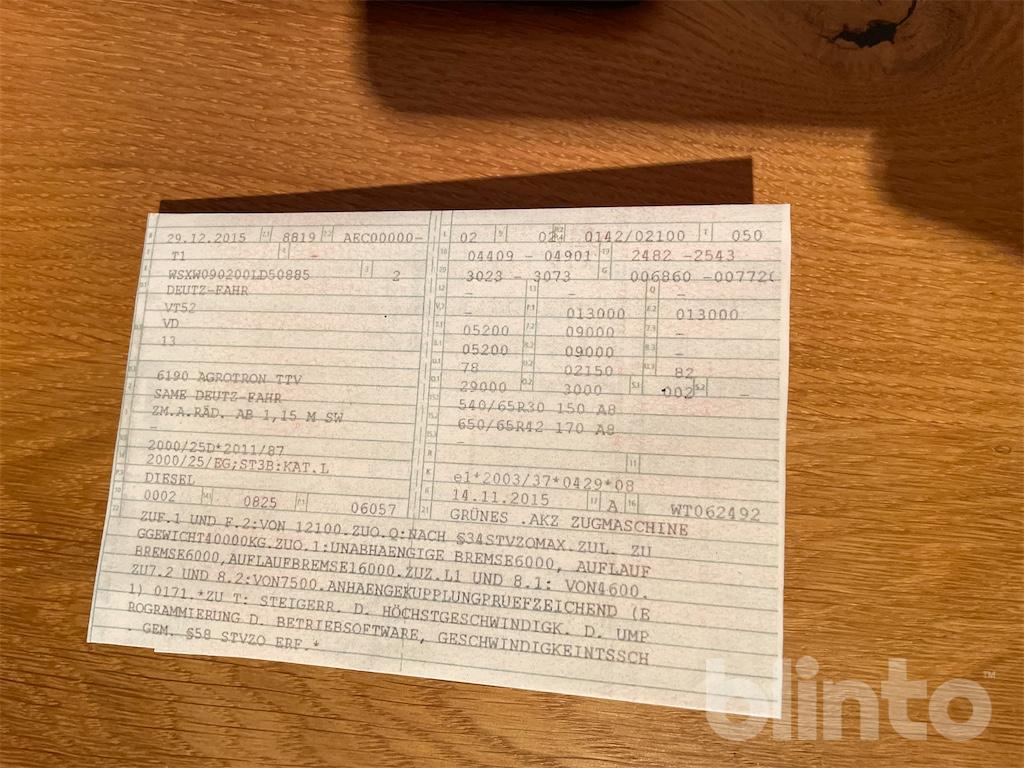 29.12.2015 8819 AEC00000-
T1 -
WSXW090200LD50885 2
DEUTZ-FAHR
VT52
VD
13
6190 AGROTRON TTV
SAME DEUTZ-FAHR
ZM.A.RÄD. AB 1,15 M SW
-
2000/25D*2011/87
2000/25/EG;ST3B:KAT.L
DIESEL
0002 0825 06057
02 02 0142/02100 050
04409 - 04901 2482 -2543
3023 - 3073 006860 -00772
- - -
- 013000 013000
05200 09000 -
05200 09000 -
78 02150 82
29000 3000 002 -
540/65R30 150 A8
650/65R42 170 A8
-
e1*2003/37*0429*08
14.11.2015 A WT062492
GRÜNES .AKZ ZUGMASCHINE
ZUF.1 UND F.2:VON 12100.ZUO.Q:NACH §34STVZOMAX.ZUL. ZU
GGEWICHT40000KG.ZUO.1:UNABHAENGIGE BREMSE6000, AUFLAUF
BREMSE6000,AUFLAUFBREMSE16000.ZUZ.L1 UND 8.1: VON4600.
ZU7.2 UND 8.2:VON7500.ANHAENGEKUPPLUNGPRUEFZEICHEND (E
1) 0171.*ZU T: STEIGERR. D. HÖCHSTGESCHWINDIGK. D. UMP
ROGRAMMIERUNG D. BETRIEBSOFTWARE, GESCHWINDIGKEINTSSCH
GEM. §58 STVZO ERF.*
blinto™